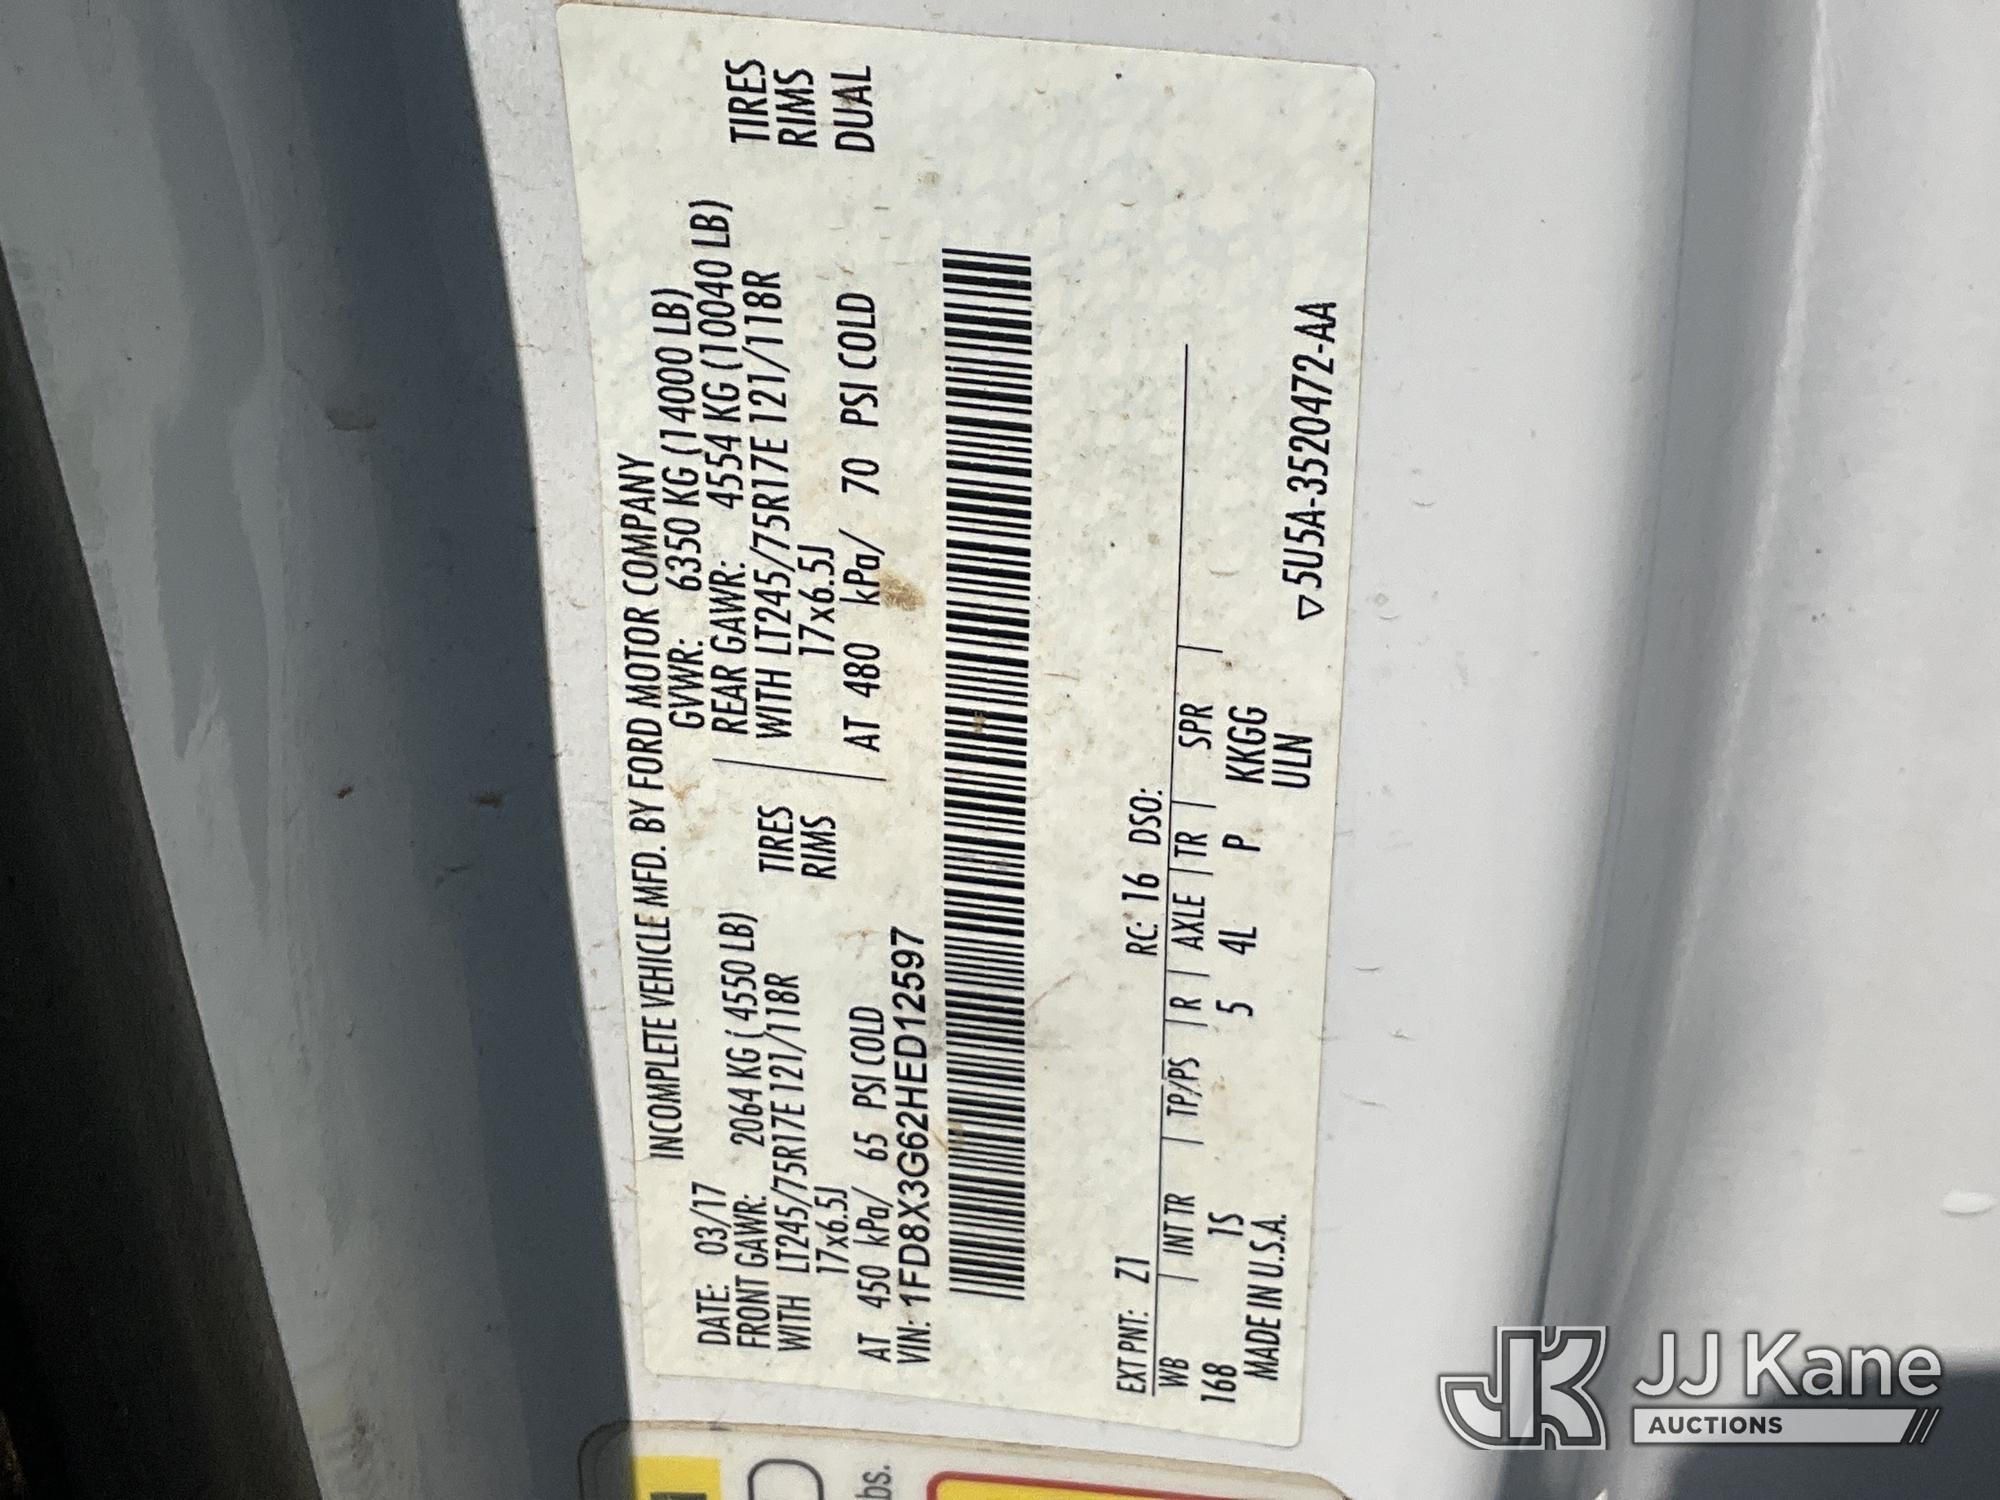 INCOMPLETE VEHICLE MFD. BY FORD MOTOR COMPANY
DATE: 03/17 GVWR: 6350 KG (14000 LB)
FRONT GAWR: 2064 KG ( 4550 LB) REAR GAWR: 4554 KG (10040 LB)
WITH LT245/75R17E 121/118R TIRES WITH LT245/75R17E 121/118R TIRES
17x6.5J RIMS 17x6.5J RIMS
AT 450 kPa/ 65 PSI COLD AT 480 kPa/ 70 PSI COLD DUAL
VIN: 1FD8X3G62HED12597
EXT PNT: Z1 RC: 16 DSO:
WB | INT TR | TP/PS | R | AXLE | TR | SPR |
168 1S 5 4L P KKGG
MADE IN U.S.A. ULN
▽5U5A-3520472-AA
bs.
JJ Kane
AUCTIONS